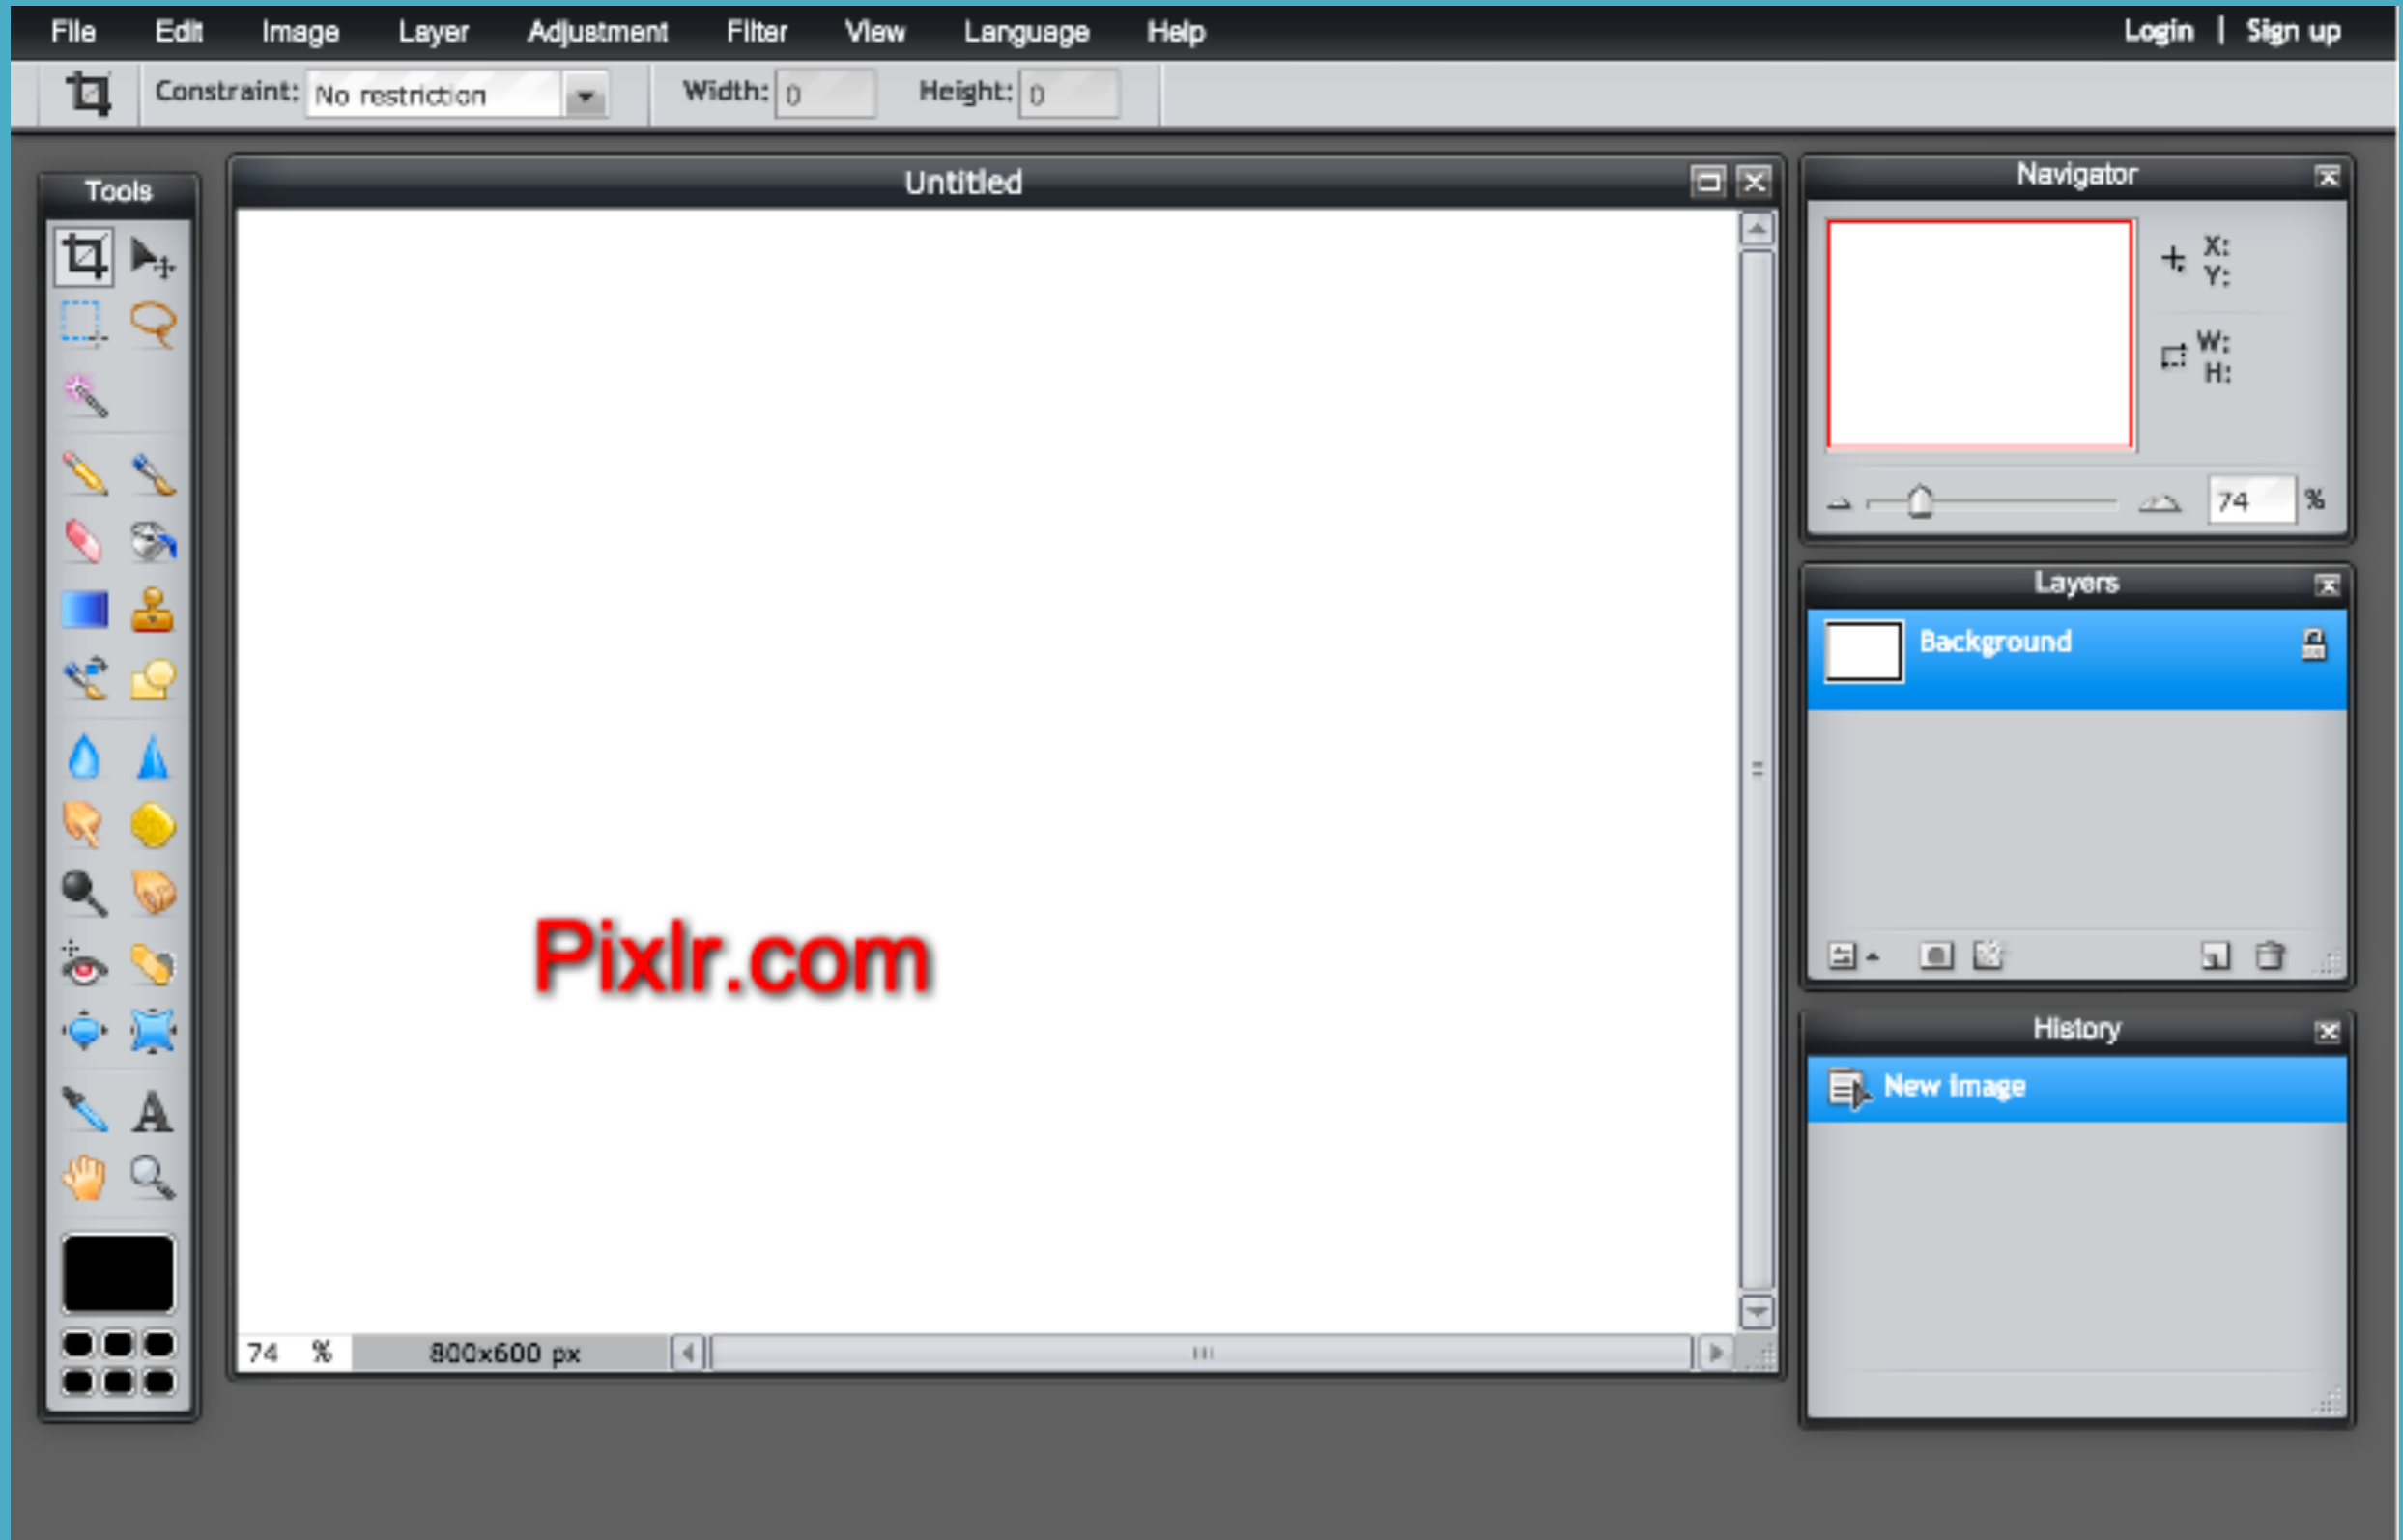 File Edit Image Layer Adjustment Filter View Language Help Login | Sign up
Constraint: No restriction Width: 0 Height: 0
Tools
Untitled
Navigator
X:
Y:
W:
H:
74 %
Layers
Background
Pixlr.com
History
New image
A
74 % 800x600 px